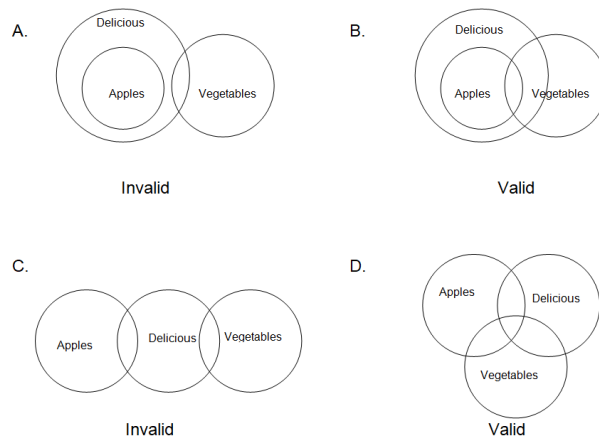 A.
Delicious
Apples
Vegetables
Invalid
B.
Delicious
Apples
Vegetables
Valid
C.
Apples
Delicious
Vegetables
Invalid
D.
Apples
Delicious
Vegetables
Valid